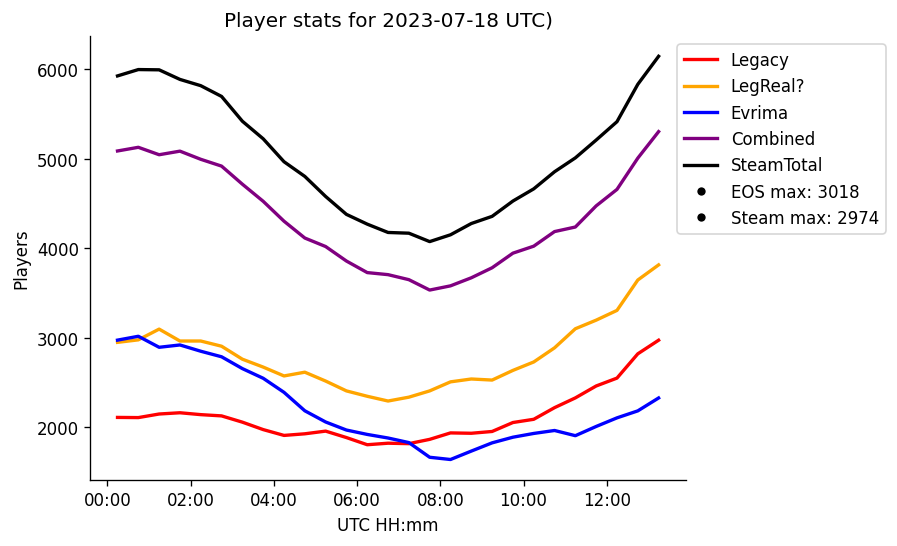 Player stats for 2023-07-18 UTC)
Legacy
LegReal?
Evrima
Combined
SteamTotal
EOS max: 3018
Steam max: 2974
Players
6000
5000
4000
3000
2000
00:00 02:00 04:00 06:00 08:00 10:00 12:00
UTC HH:mm